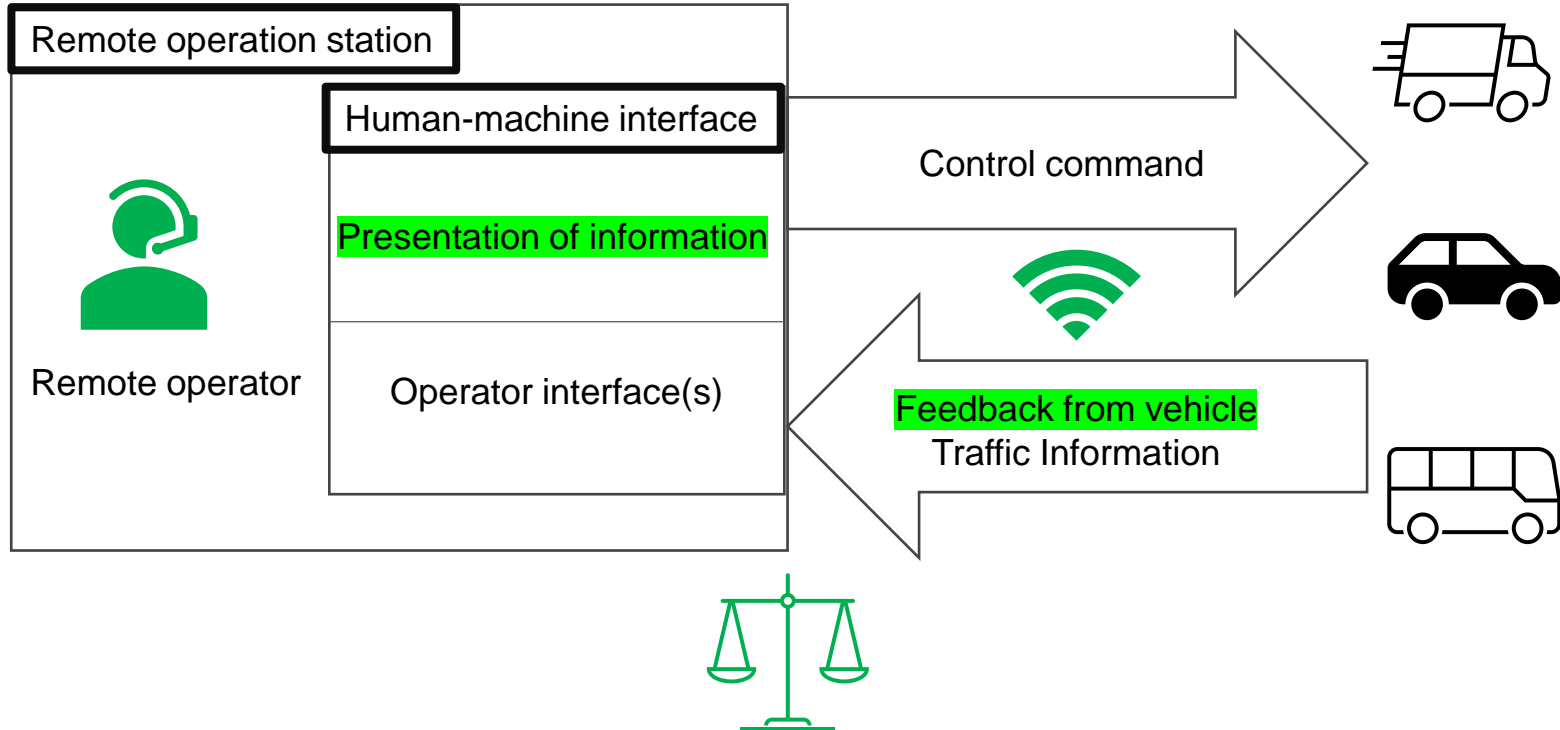 Remote operation station
Human-machine interface
Control command
Presentation of information
Remote operator
Operator interface(s)
Feedback from vehicle
Traffic Information